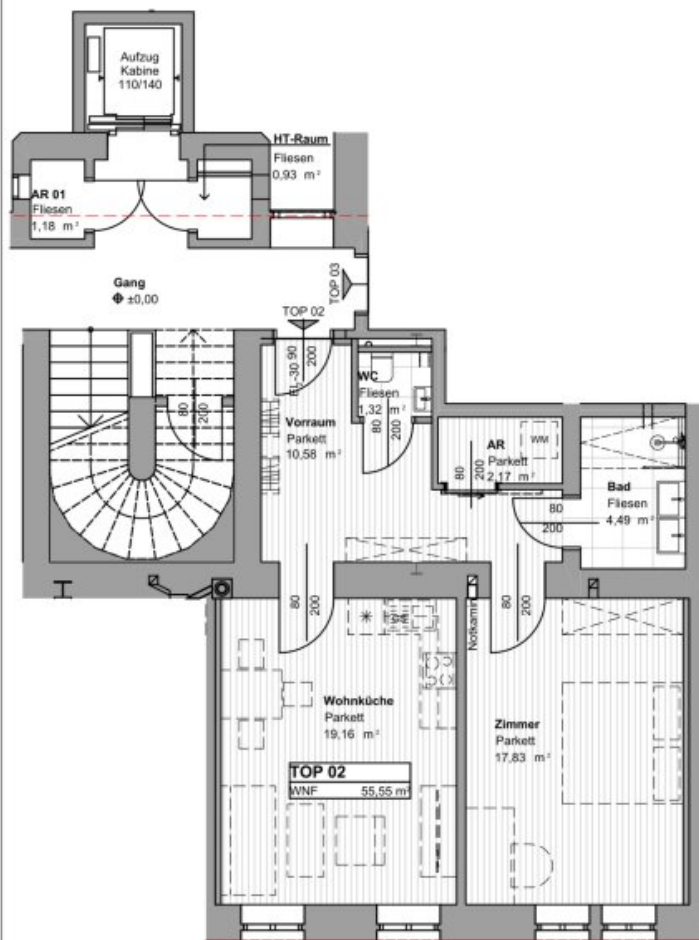 Aufzug
Kabine
110/140
HT-Raum
Fliesen
0,93 m²
AR 01
Fliesen
1,18 m²
Gang
±0,00
TOP 03
TOP 02
EI₂-30 90
200
WC
Fliesen
1,32 m²
80
200
80
200
Vorraum
Parkett
10,58 m²
AR
Parkett
2,17 m²
WM
80
200
Bad
Fliesen
4,49 m²
80
200
80
200
Notkamin
80
200
Wohnküche
Parkett
19,16 m²
Zimmer
Parkett
17,83 m²
TOP 02
WNF 55,55 m²